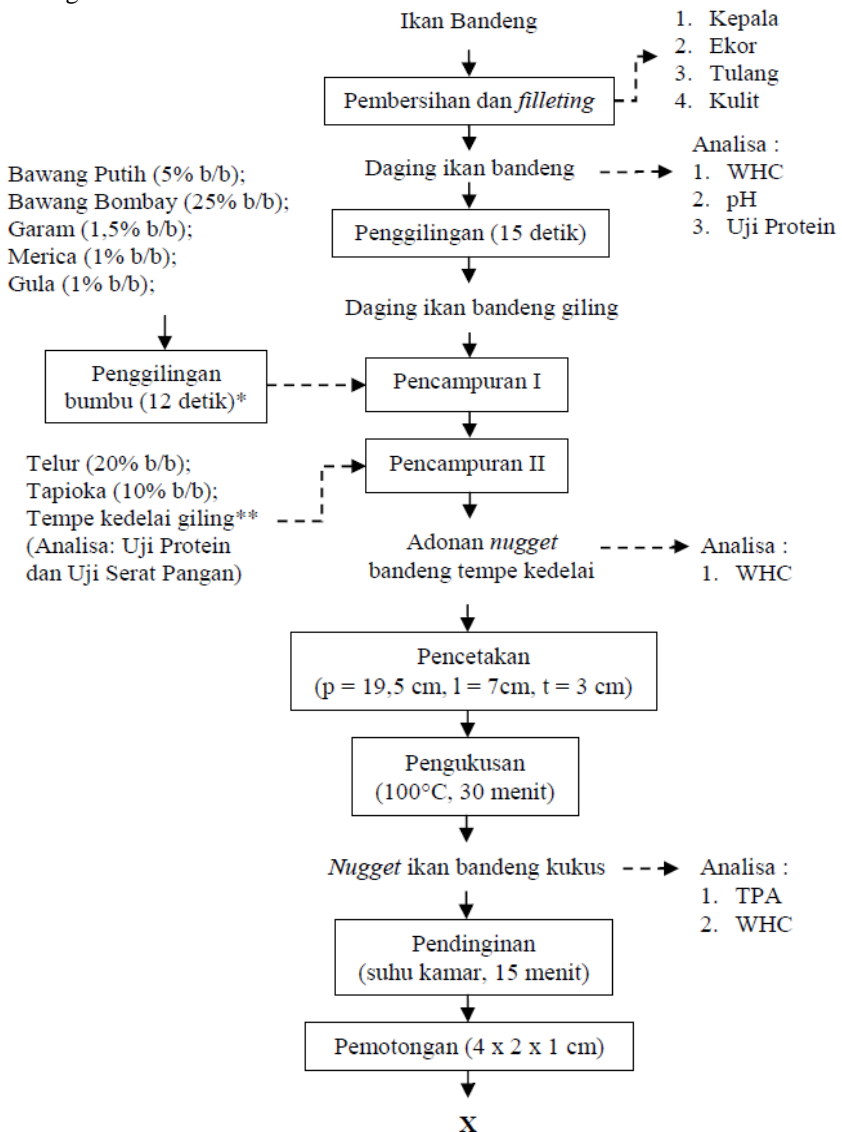 Ikan Bandeng
1. Kepala
2. Ekor
3. Tulang
4. Kulit
Pembersihan dan filleting
Daging ikan bandeng
Analisa :
1. WHC
2. pH
3. Uji Protein
Bawang Putih (5% b/b);
Bawang Bombay (25% b/b);
Garam (1,5% b/b);
Merica (1% b/b);
Gula (1% b/b);
Penggilingan (15 detik)
Daging ikan bandeng giling
Penggilingan
bumbu (12 detik)*
Pencampuran I
Pencampuran II
Telur (20% b/b);
Tapioka (10% b/b);
Tempe kedelai giling**
(Analisa: Uji Protein
dan Uji Serat Pangan)
Adonan nugget
bandeng tempe kedelai
Analisa :
1. WHC
Pencetakan
(p = 19,5 cm, l = 7cm, t = 3 cm)
Pengukusan
(100°C, 30 menit)
Nugget ikan bandeng kukus
Analisa :
1. TPA
2. WHC
Pendinginan
(suhu kamar, 15 menit)
Pemotongan (4 x 2 x 1 cm)
X